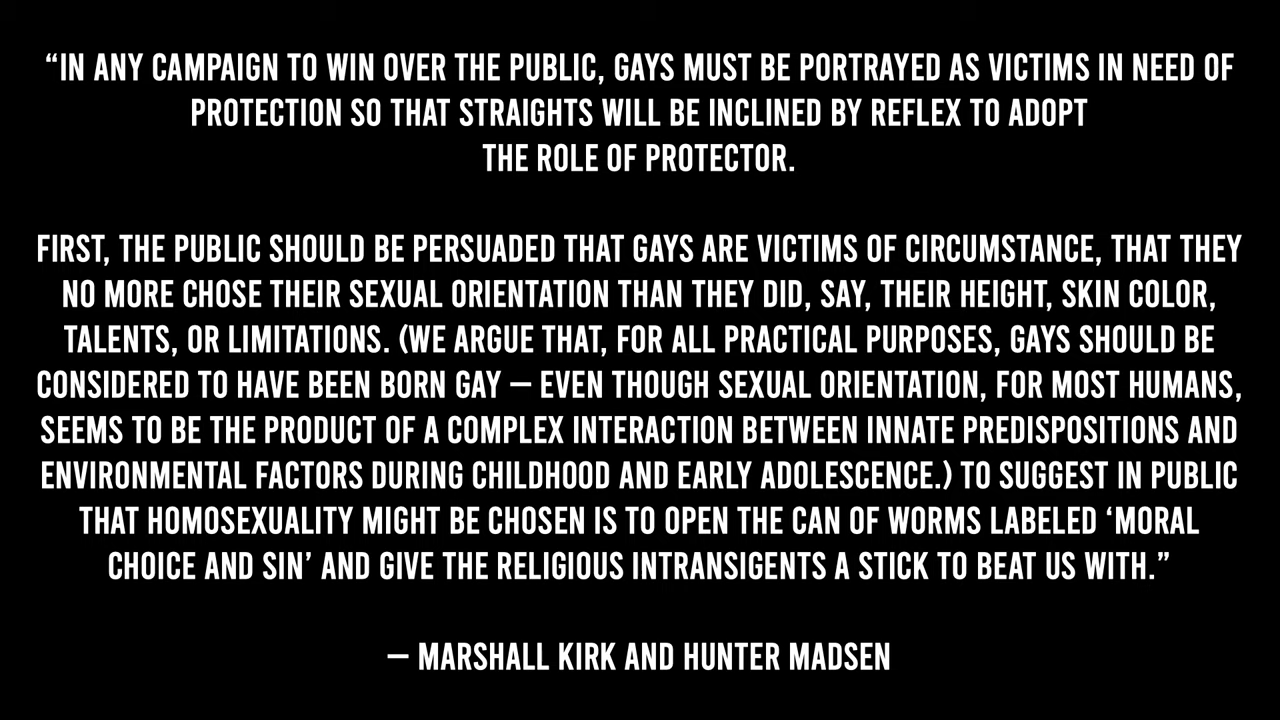 “IN ANY CAMPAIGN TO WIN OVER THE PUBLIC, GAYS MUST BE PORTRAYED AS VICTIMS IN NEED OF
PROTECTION SO THAT STRAIGHTS WILL BE INCLINED BY REFLEX TO ADOPT
THE ROLE OF PROTECTOR.
FIRST, THE PUBLIC SHOULD BE PERSUADED THAT GAYS ARE VICTIMS OF CIRCUMSTANCE, THAT THEY
NO MORE CHOSE THEIR SEXUAL ORIENTATION THAN THEY DID, SAY, THEIR HEIGHT, SKIN COLOR,
TALENTS, OR LIMITATIONS. (WE ARGUE THAT, FOR ALL PRACTICAL PURPOSES, GAYS SHOULD BE
CONSIDERED TO HAVE BEEN BORN GAY — EVEN THOUGH SEXUAL ORIENTATION, FOR MOST HUMANS,
SEEMS TO BE THE PRODUCT OF A COMPLEX INTERACTION BETWEEN INNATE PREDISPOSITIONS AND
ENVIRONMENTAL FACTORS DURING CHILDHOOD AND EARLY ADOLESCENCE.) TO SUGGEST IN PUBLIC
THAT HOMOSEXUALITY MIGHT BE CHOSEN IS TO OPEN THE CAN OF WORMS LABELED ‘MORAL
CHOICE AND SIN’ AND GIVE THE RELIGIOUS INTRANSIGENTS A STICK TO BEAT US WITH.”
— MARSHALL KIRK AND HUNTER MADSEN